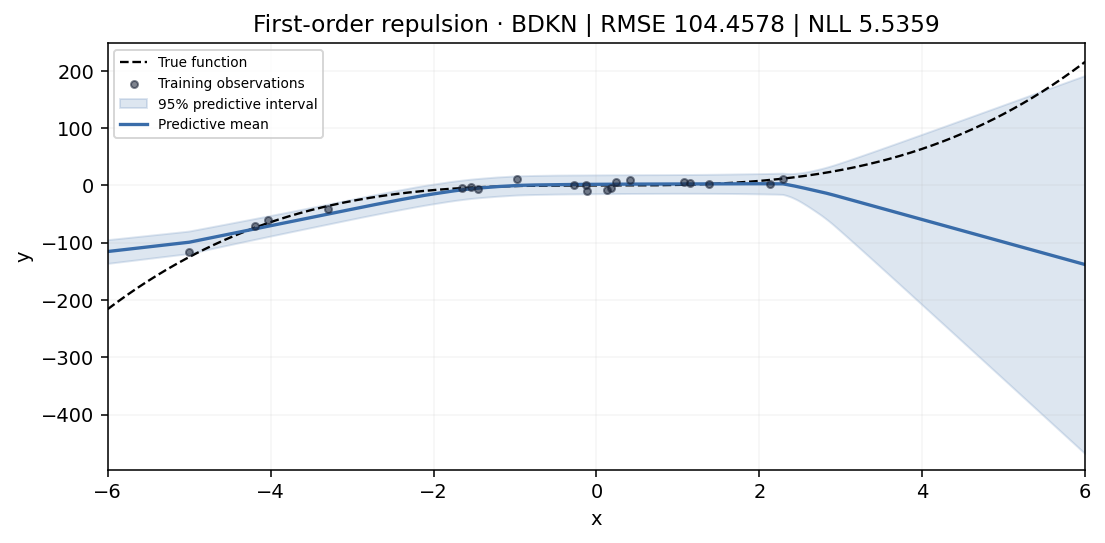 First-order repulsion · BDKN | RMSE 104.4578 | NLL 5.5359
True function
Training observations
95% predictive interval
Predictive mean
200
100
0
−100
−200
−300
−400
y
−6
−4
−2
0
2
4
6
x